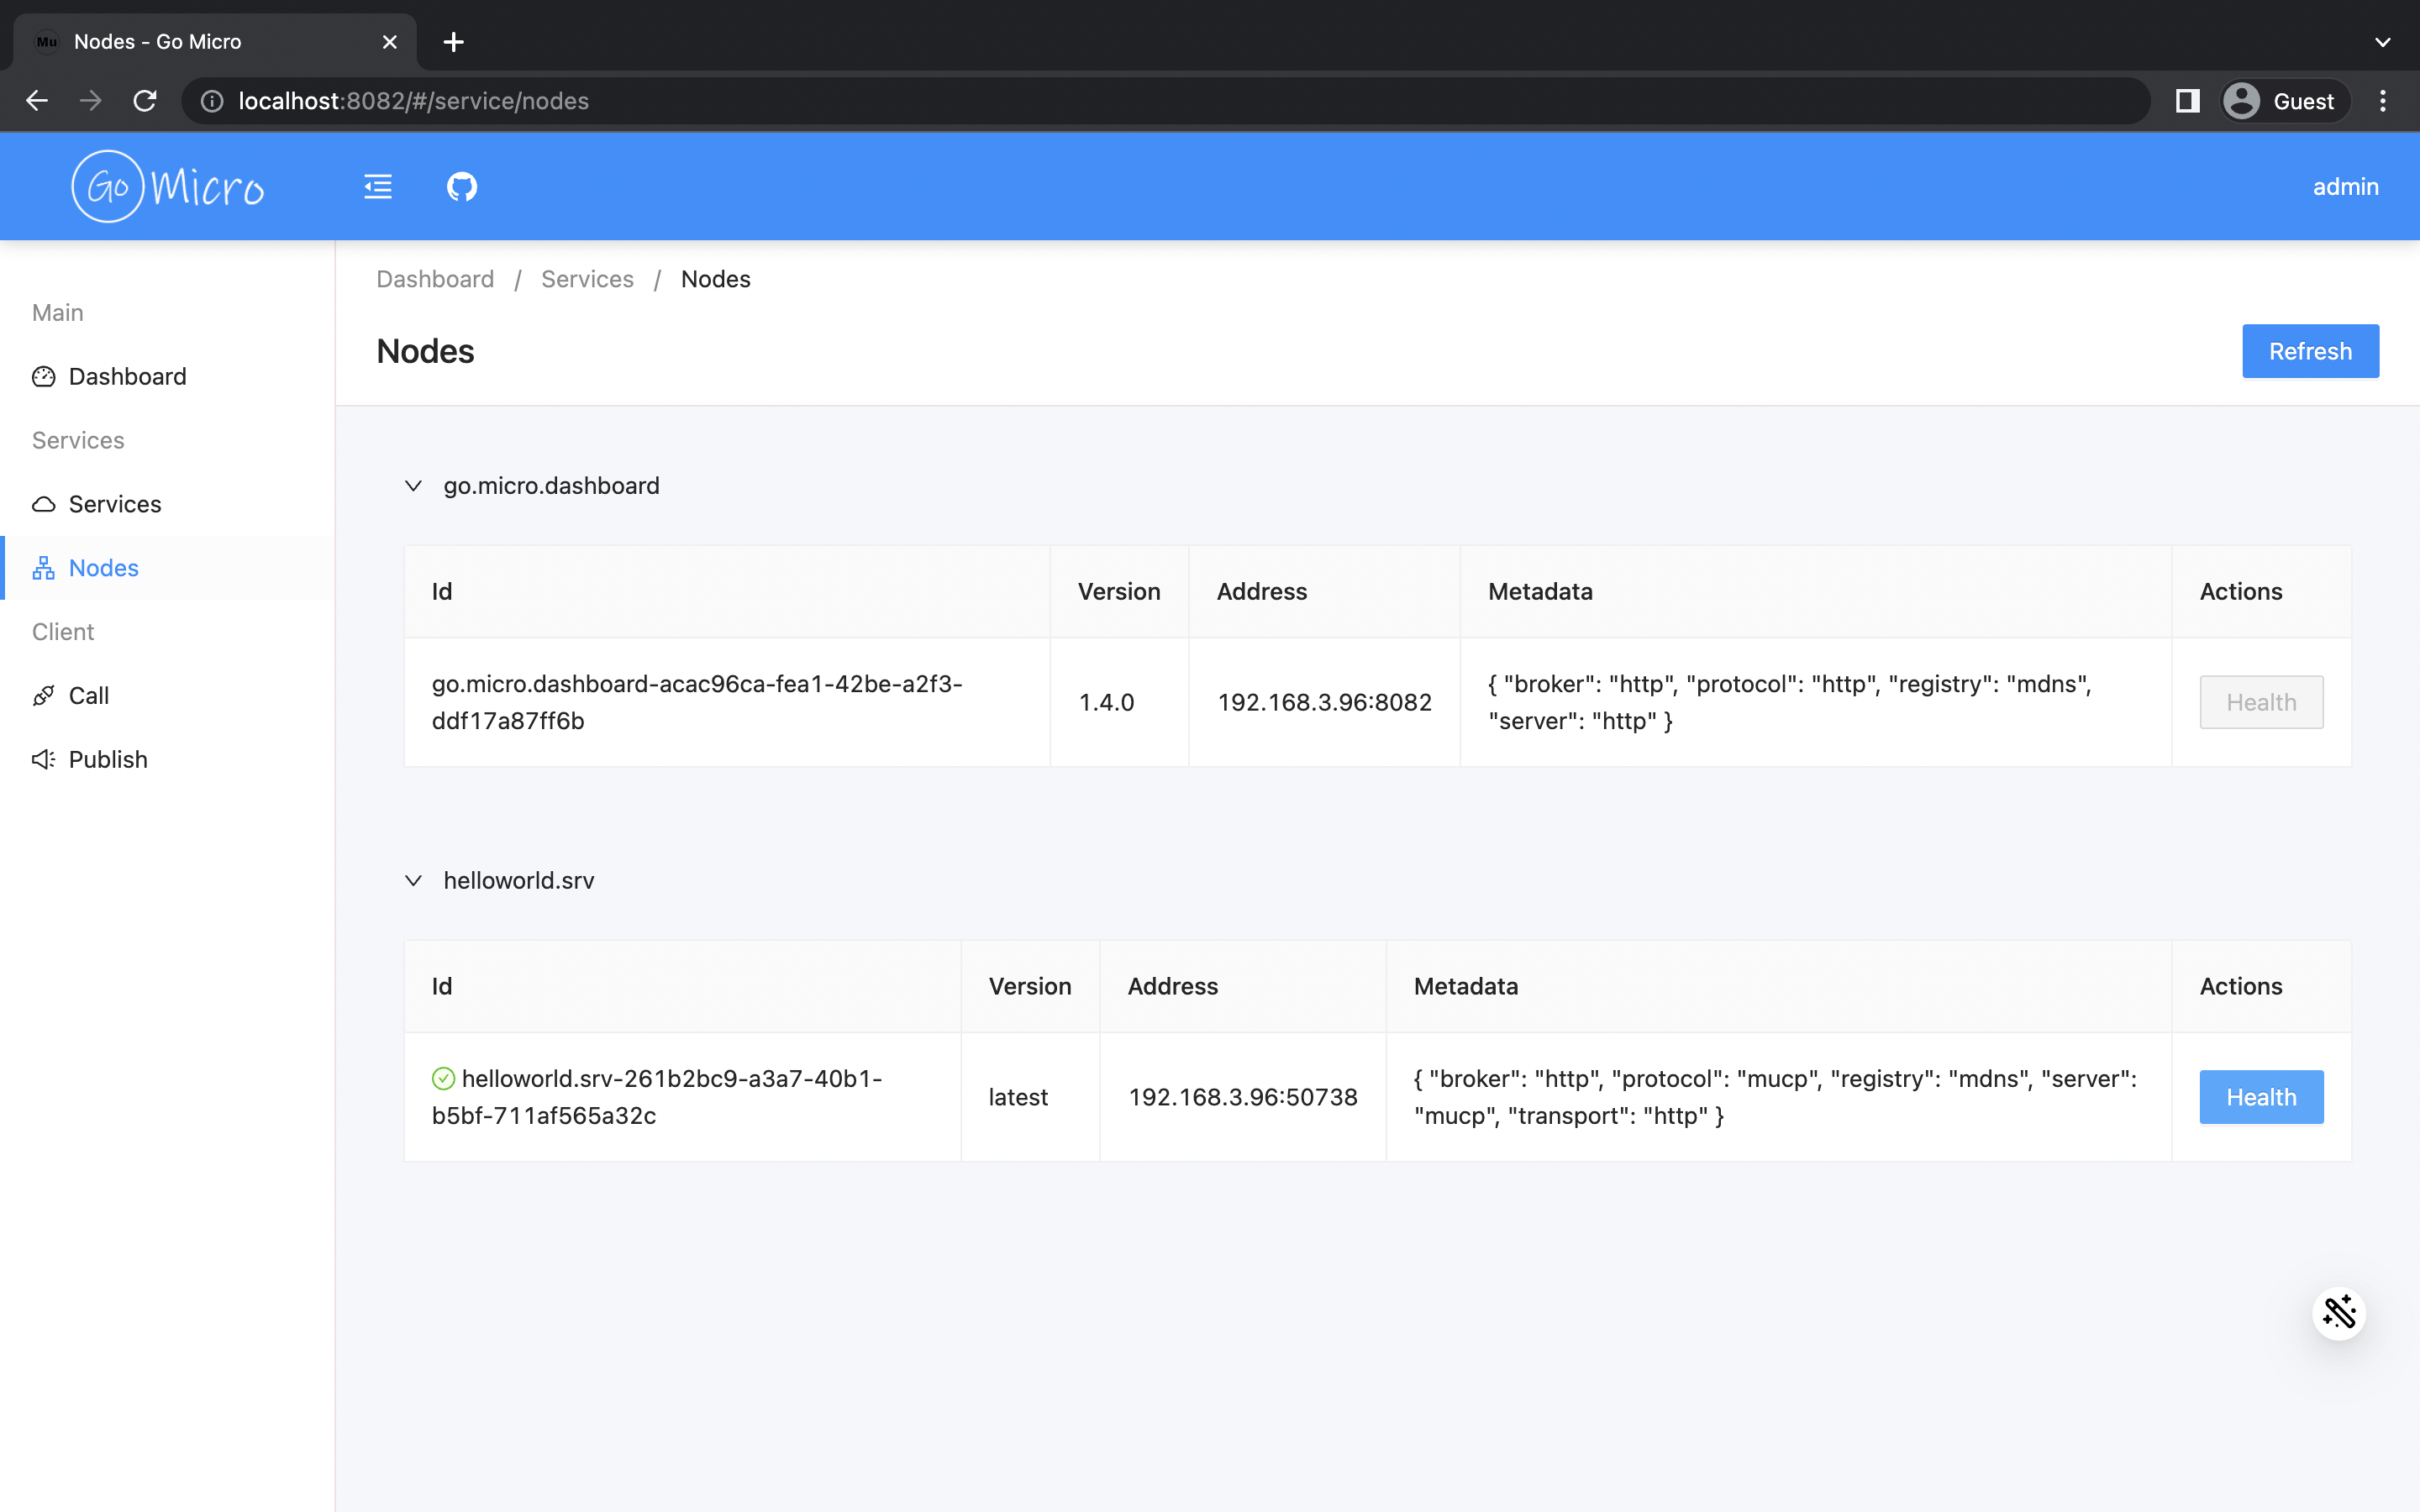 Mu Nodes - Go Micro
localhost:8082/#/service/nodes
Guest
Go Micro
admin
Dashboard / Services / Nodes
Main
Nodes
Refresh
Dashboard
Services
Services
Nodes
Client
Call
Publish
go.micro.dashboard
Id Version Address Metadata Actions
go.micro.dashboard-acac96ca-fea1-42be-a2f3-
ddf17a87ff6b
1.4.0
192.168.3.96:8082
{ "broker": "http", "protocol": "http", "registry": "mdns",
"server": "http" }
Health
helloworld.srv
Id Version Address Metadata Actions
helloworld.srv-261b2bc9-a3a7-40b1-
b5bf-711af565a32c
latest
192.168.3.96:50738
{ "broker": "http", "protocol": "mucp", "registry": "mdns", "server":
"mucp", "transport": "http" }
Health